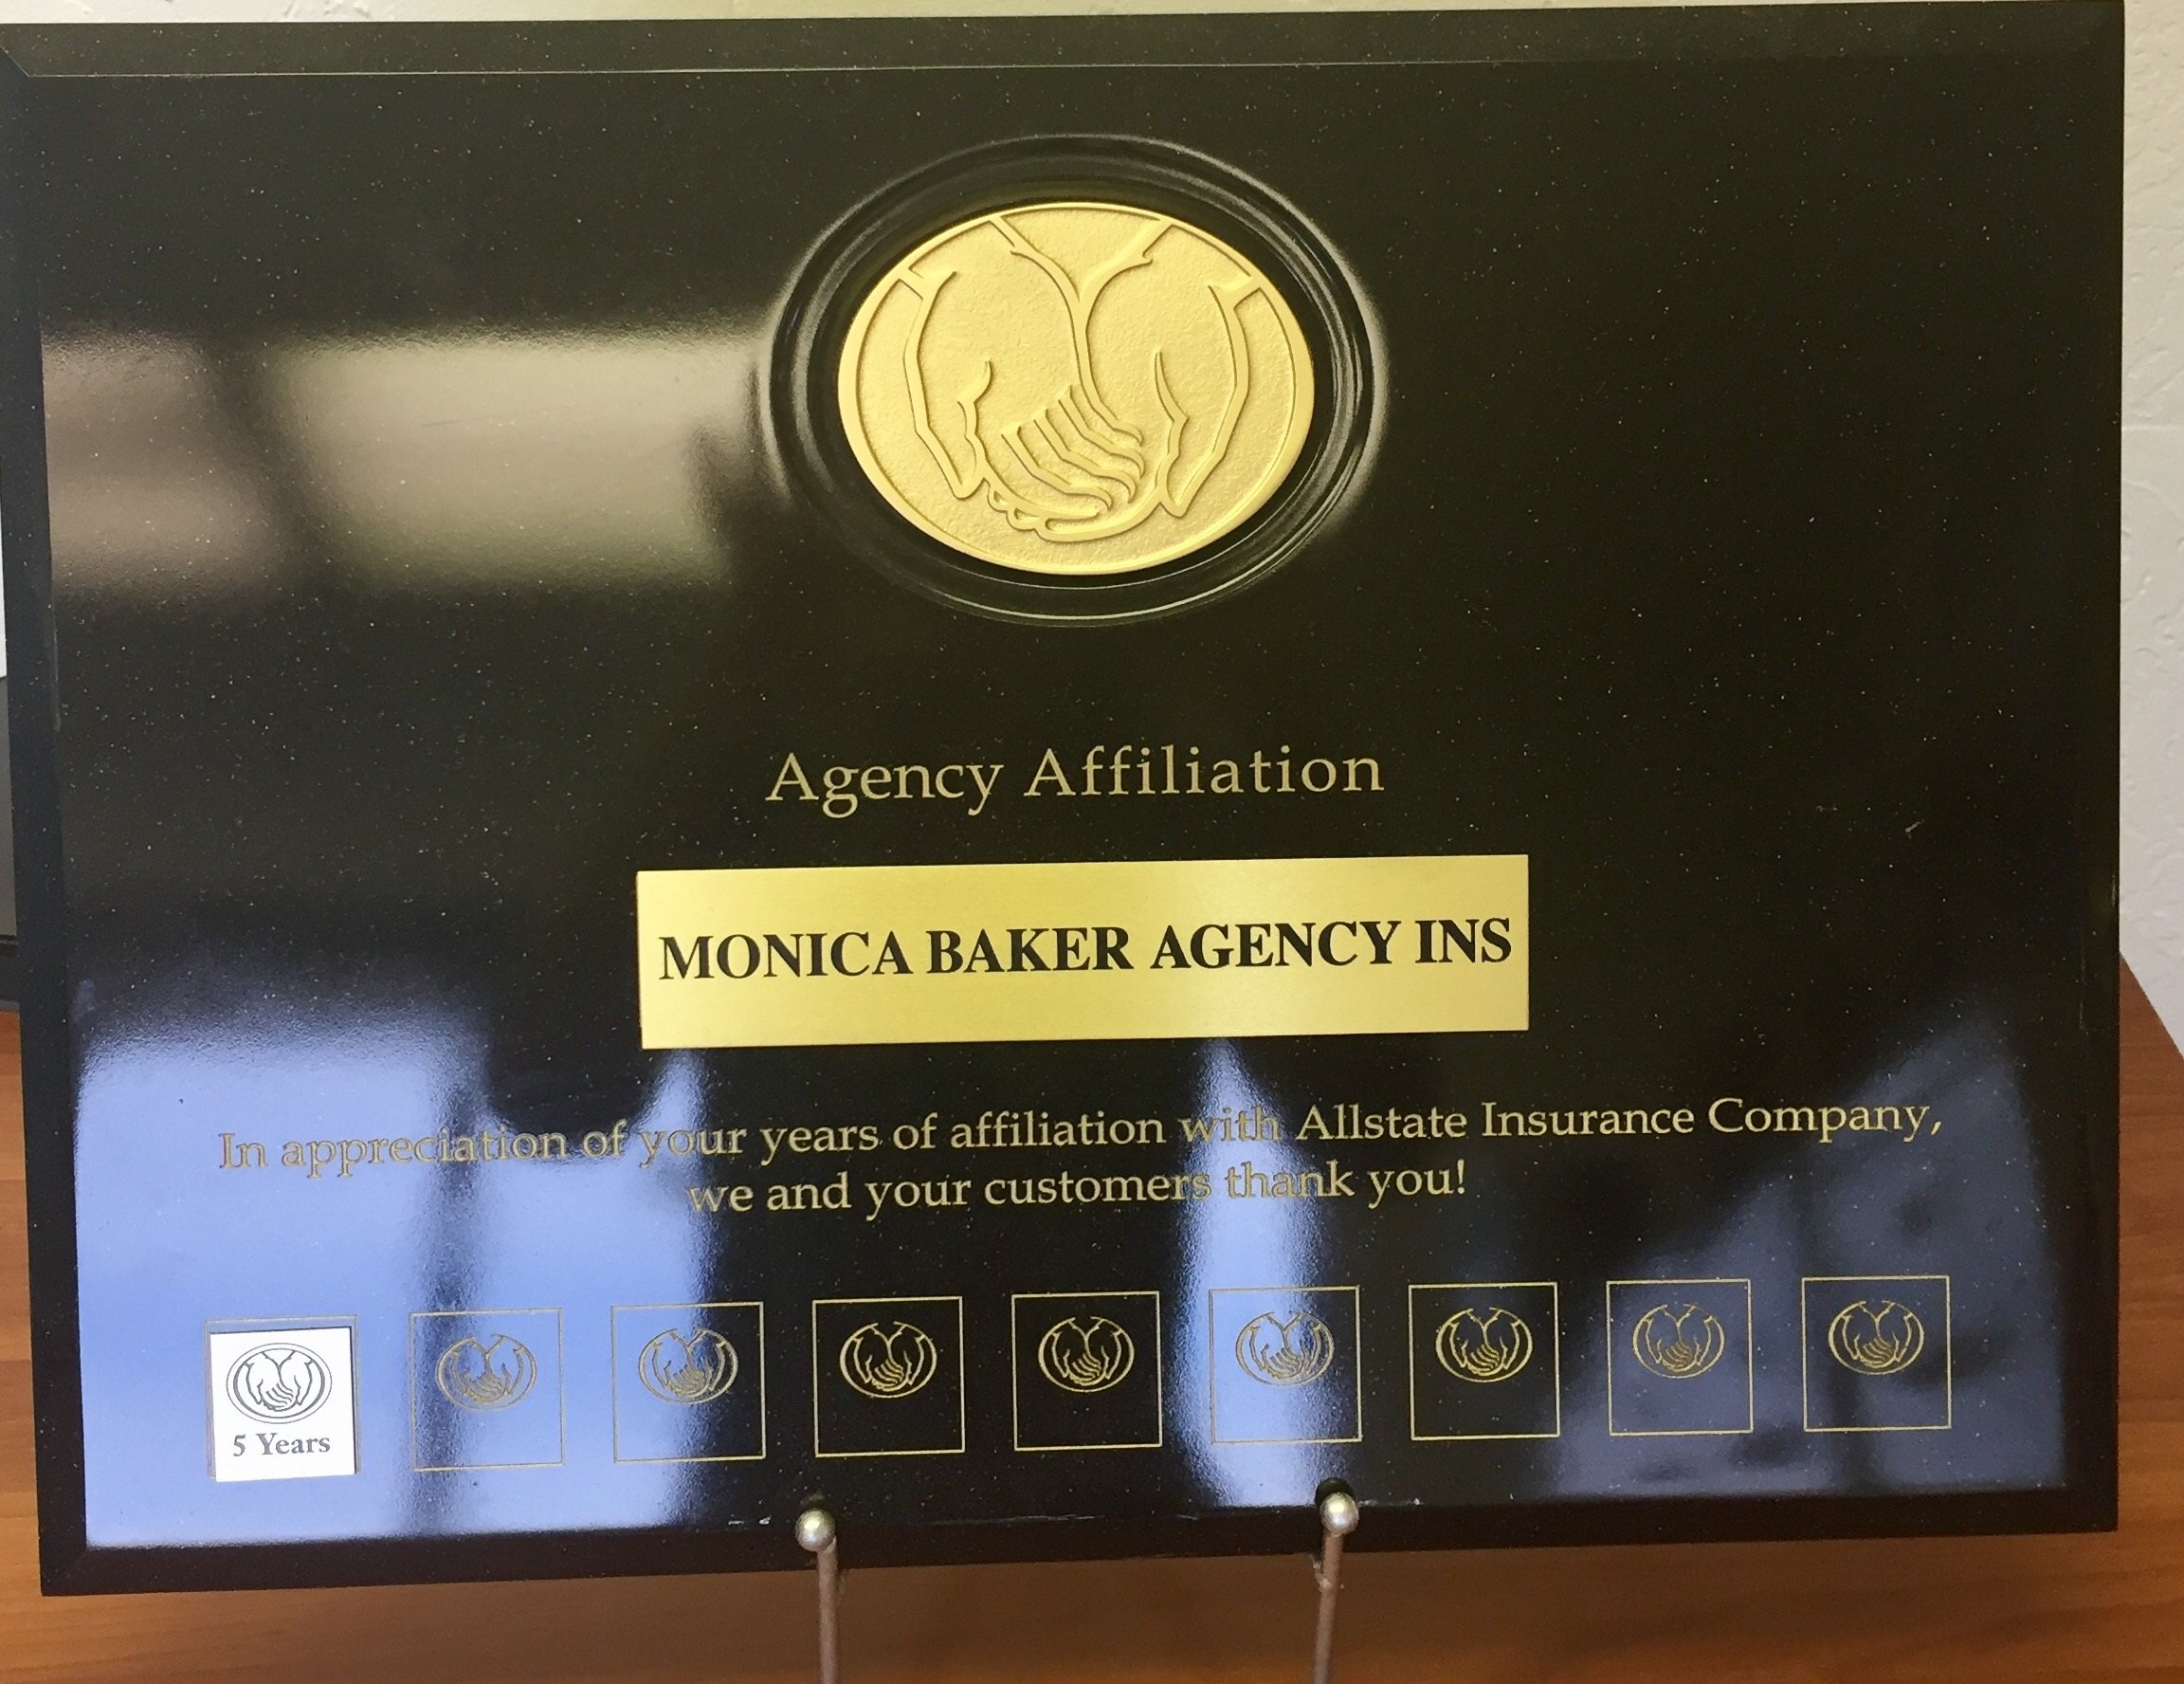 Agency Affiliation
MONICA BAKER AGENCY INS
In appreciation of your years of affiliation with Allstate Insurance Company,
we and your customers thank you!
5 Years